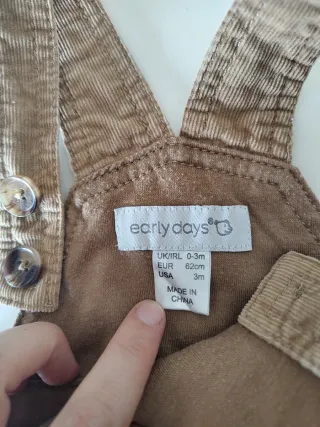 early days
UK/IRL 0-3m
EUR 62cm
USA 3m
MADE IN
CHINA